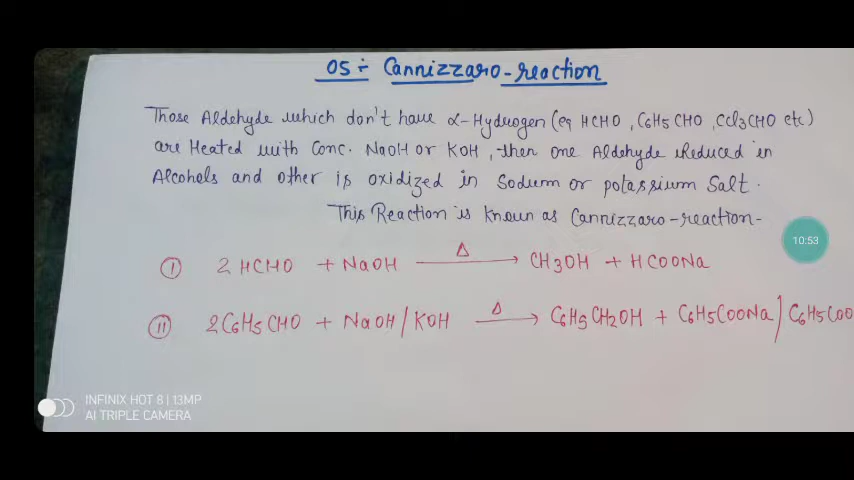 05 ÷ Cannizzaro-reaction
Those Aldehyde which don't have α-Hydrogen (eg HCHO, C6H5CHO, CCl3CHO etc)
are Heated with Conc. NaOH or KOH, then one Aldehyde Reduced in
Alcohols and other is oxidized in Sodium or potassium Salt.
This Reaction is known as Cannizzaro-reaction-
10:53
(I) 2HCHO + NaOH —Δ→ CH3OH + HCOONa
(II) 2C6H5CHO + NaOH/KOH —Δ→ C6H5CH2OH + C6H5COONa/C6H5COO
INFINIX HOT 8 | 13MP
AI TRIPLE CAMERA